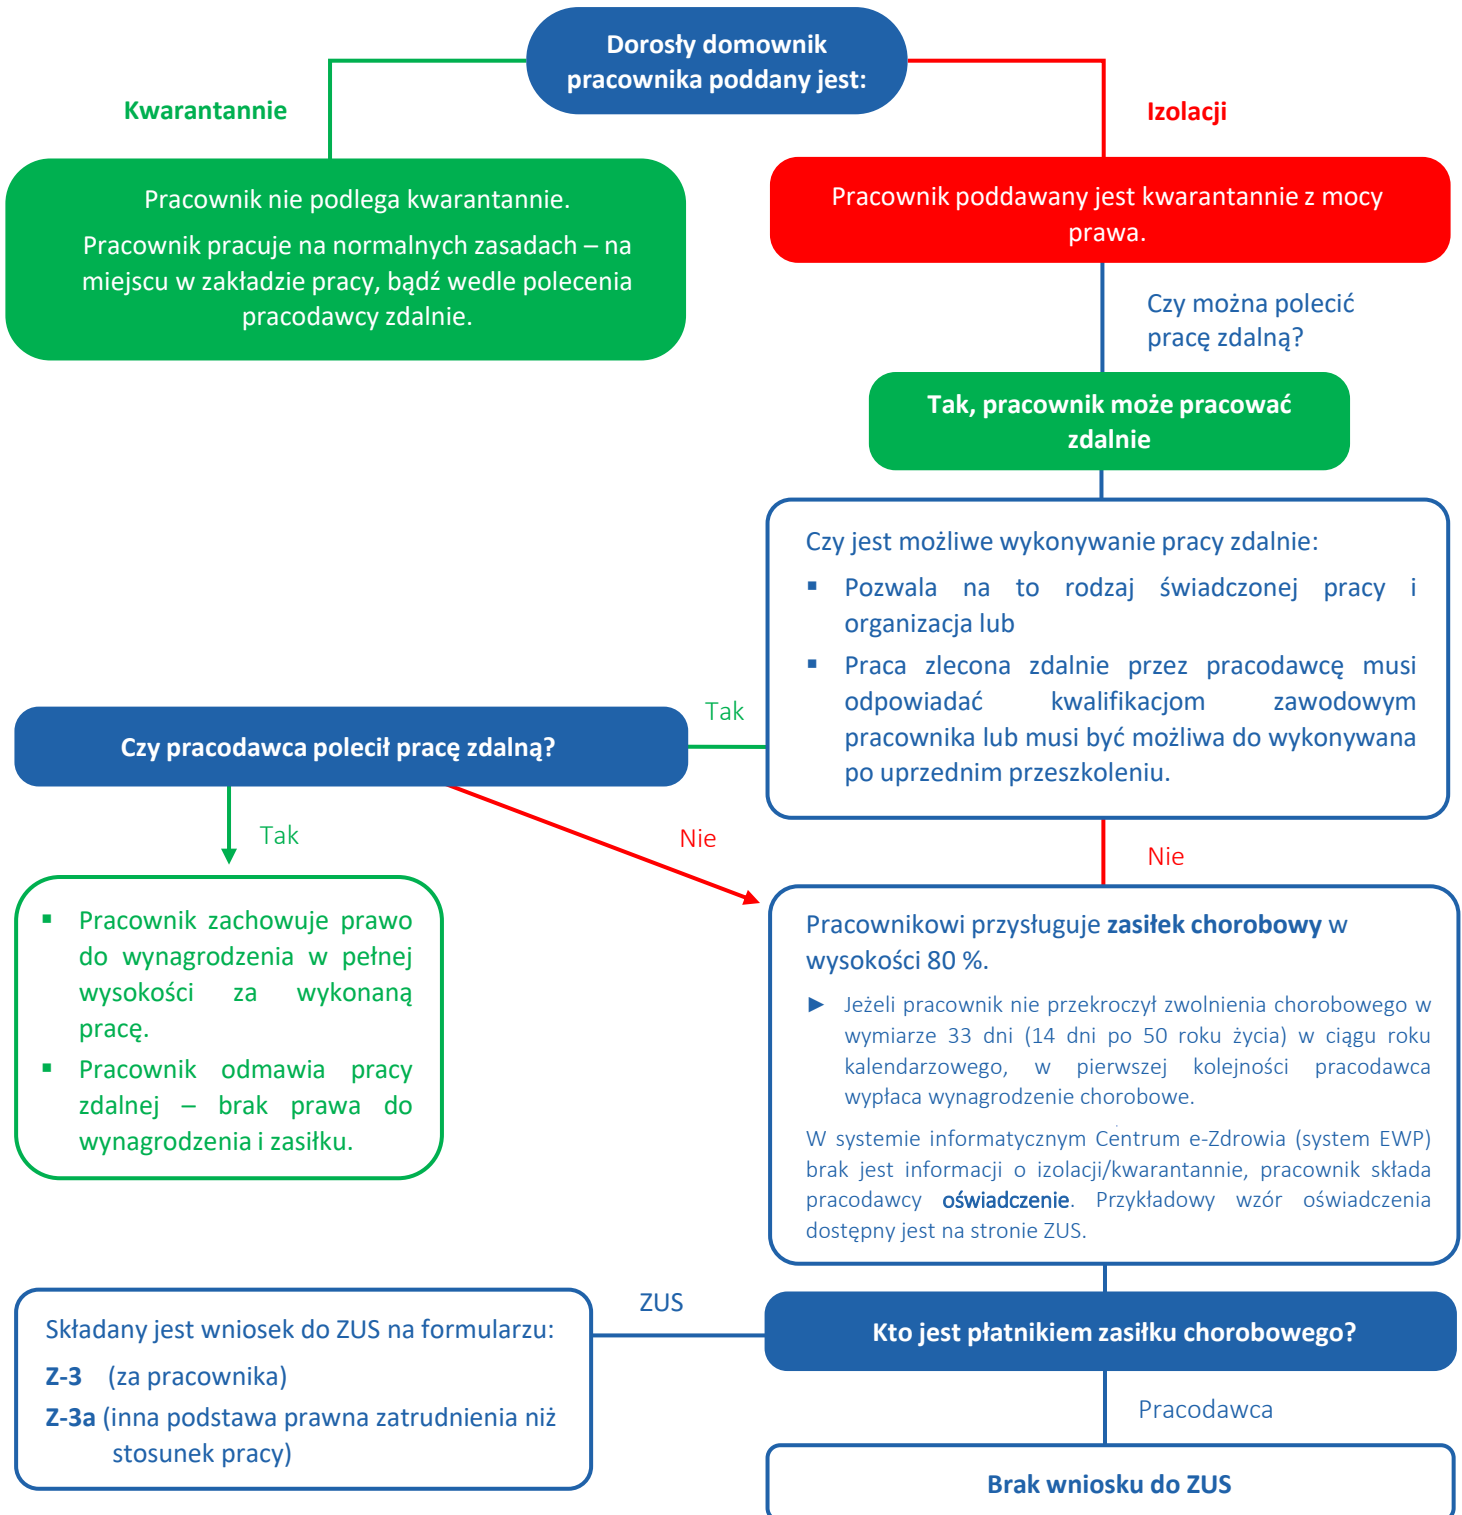 Dorosły domownik
pracownika poddany jest:
Kwarantannie
Izolacji
Pracownik nie podlega kwarantannie.
Pracownik pracuje na normalnych zasadach – na
miejscu w zakładzie pracy, bądź wedle polecenia
pracodawcy zdalnie.
Pracownik poddawany jest kwarantannie z mocy
prawa.
Czy można polecić
pracę zdalną?
Tak, pracownik może pracować
zdalnie
Czy jest możliwe wykonywanie pracy zdalnie:
▪ Pozwala na to rodzaj świadczonej pracy i
organizacja lub
▪ Praca zlecona zdalnie przez pracodawcę musi
odpowiadać kwalifikacjom zawodowym
pracownika lub musi być możliwa do wykonywana
po uprzednim przeszkoleniu.
Tak
Czy pracodawca polecił pracę zdalną?
Tak
Nie
Nie
▪ Pracownik zachowuje prawo
do wynagrodzenia w pełnej
wysokości za wykonaną
pracę.
▪ Pracownik odmawia pracy
zdalnej – brak prawa do
wynagrodzenia i zasiłku.
Pracownikowi przysługuje zasiłek chorobowy w
wysokości 80 %.
► Jeżeli pracownik nie przekroczył zwolnienia chorobowego w
wymiarze 33 dni (14 dni po 50 roku życia) w ciągu roku
kalendarzowego, w pierwszej kolejności pracodawca
wypłaca wynagrodzenie chorobowe.
W systemie informatycznym Centrum e-Zdrowia (system EWP)
brak jest informacji o izolacji/kwarantannie, pracownik składa
pracodawcy oświadczenie. Przykładowy wzór oświadczenia
dostępny jest na stronie ZUS.
ZUS
Kto jest płatnikiem zasiłku chorobowego?
Składany jest wniosek do ZUS na formularzu:
Z-3 (za pracownika)
Z-3a (inna podstawa prawna zatrudnienia niż
stosunek pracy)
Pracodawca
Brak wniosku do ZUS